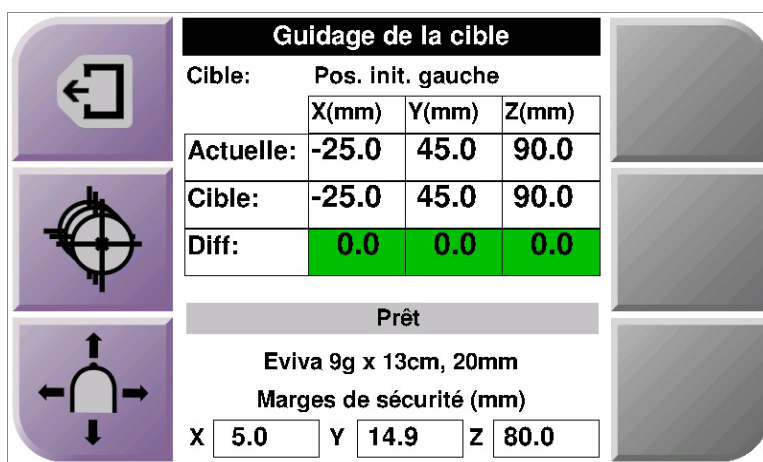 Guidage de la cible
Cible: Pos. init. gauche
X(mm) Y(mm) Z(mm)
Actuelle: -25.0 45.0 90.0
Cible: -25.0 45.0 90.0
Diff: 0.0 0.0 0.0
Prêt
Eviva 9g x 13cm, 20mm
Marges de sécurité (mm)
X 5.0 Y 14.9 Z 80.0